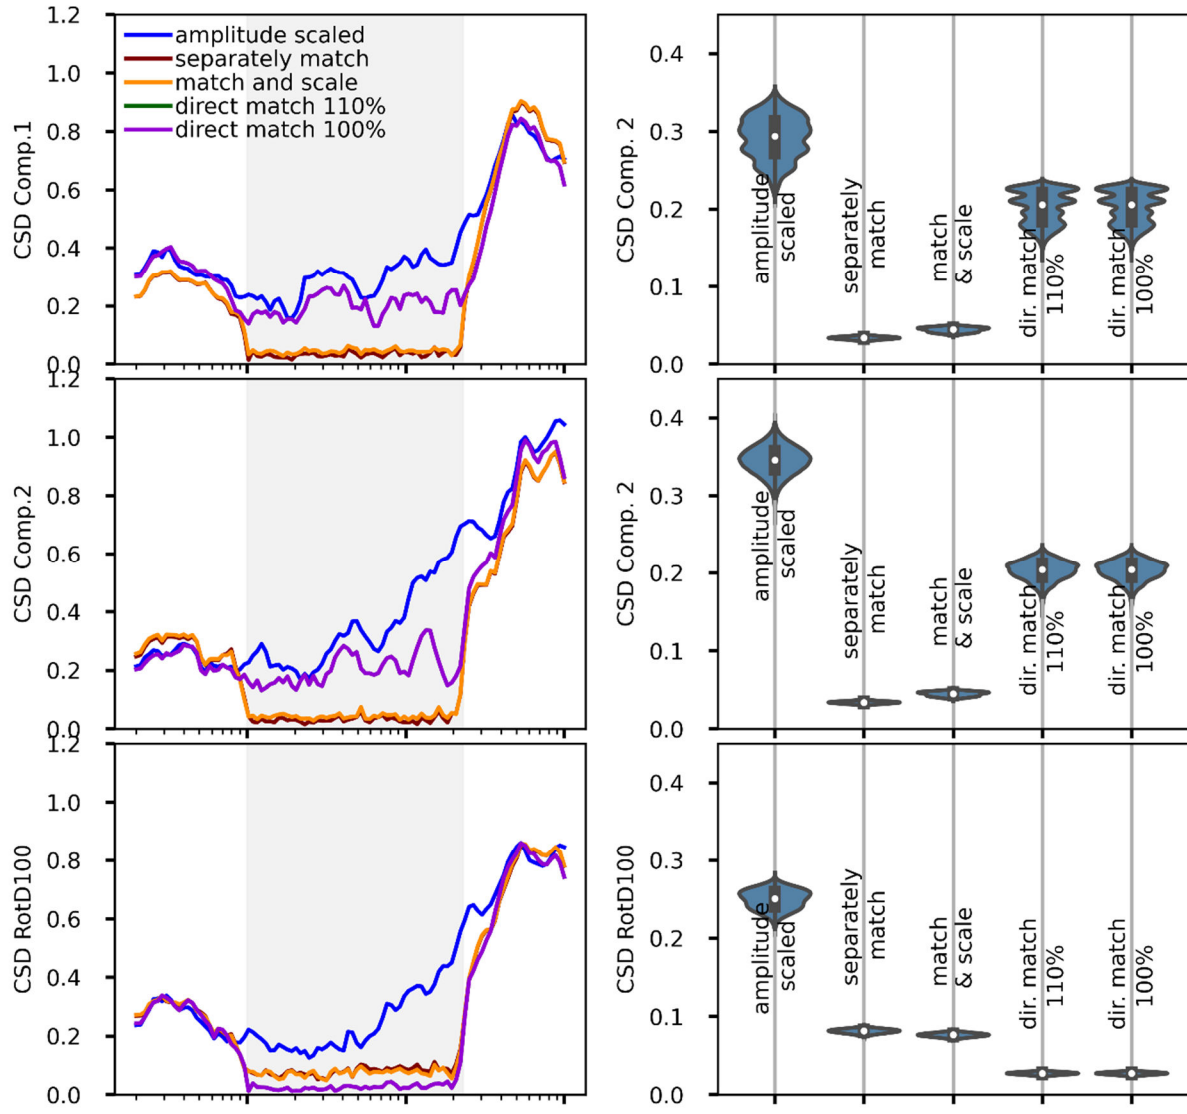 1.2
1.0
0.8
0.6
0.4
0.2
0.0
CSD Comp.1
amplitude scaled
separately match
match and scale
direct match 110%
direct match 100%
0.4
0.3
0.2
0.1
0.0
CSD Comp. 2
amplitude
scaled
separately
match
match
& scale
dir. match
110%
dir. match
100%
1.2
1.0
0.8
0.6
0.4
0.2
0.0
CSD Comp.2
0.4
0.3
0.2
0.1
0.0
CSD Comp. 2
amplitude
scaled
separately
match
match
& scale
dir. match
110%
dir. match
100%
1.2
1.0
0.8
0.6
0.4
0.2
0.0
CSD RotD100
0.4
0.3
0.2
0.1
0.0
CSD RotD100
amplitude
scaled
separately
match
match
& scale
dir. match
110%
dir. match
100%